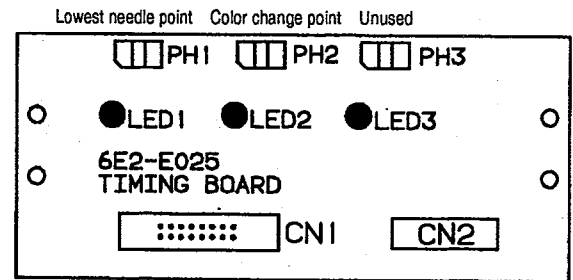 Lowest needle point Color change point Unused
PH1 PH2 PH3
LED1 LED2 LED3
6E2-E025
TIMING BOARD
CN1 CN2